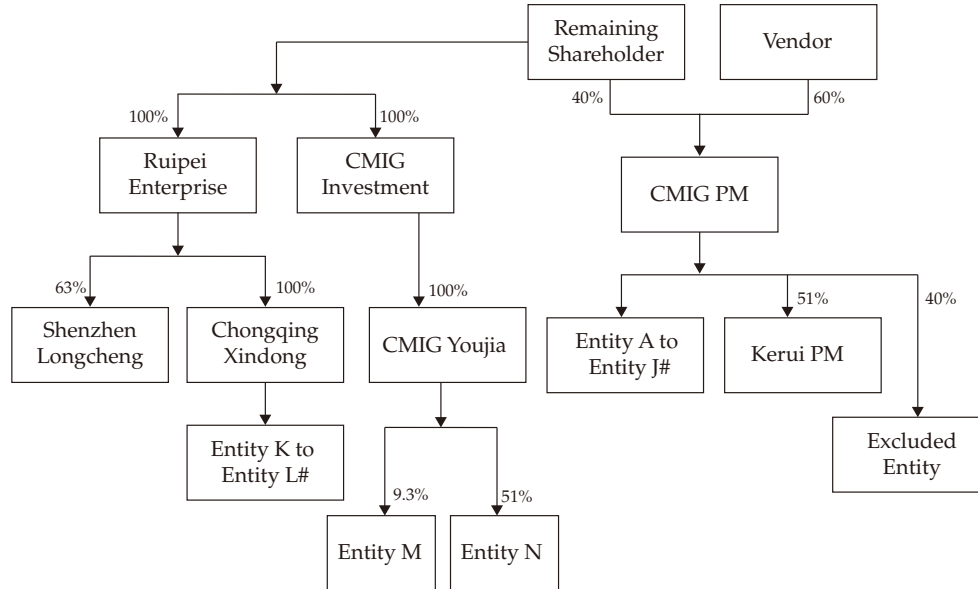 Remaining
Shareholder
Vendor
40%
60%
100%
100%
Ruipei
Enterprise
CMIG
Investment
CMIG PM
63%
100%
100%
51%
40%
Shenzhen
Longcheng
Chongqing
Xindong
CMIG Youjia
Entity A to
Entity J#
Kerui PM
Entity K to
Entity L#
Excluded
Entity
9.3%
51%
Entity M
Entity N